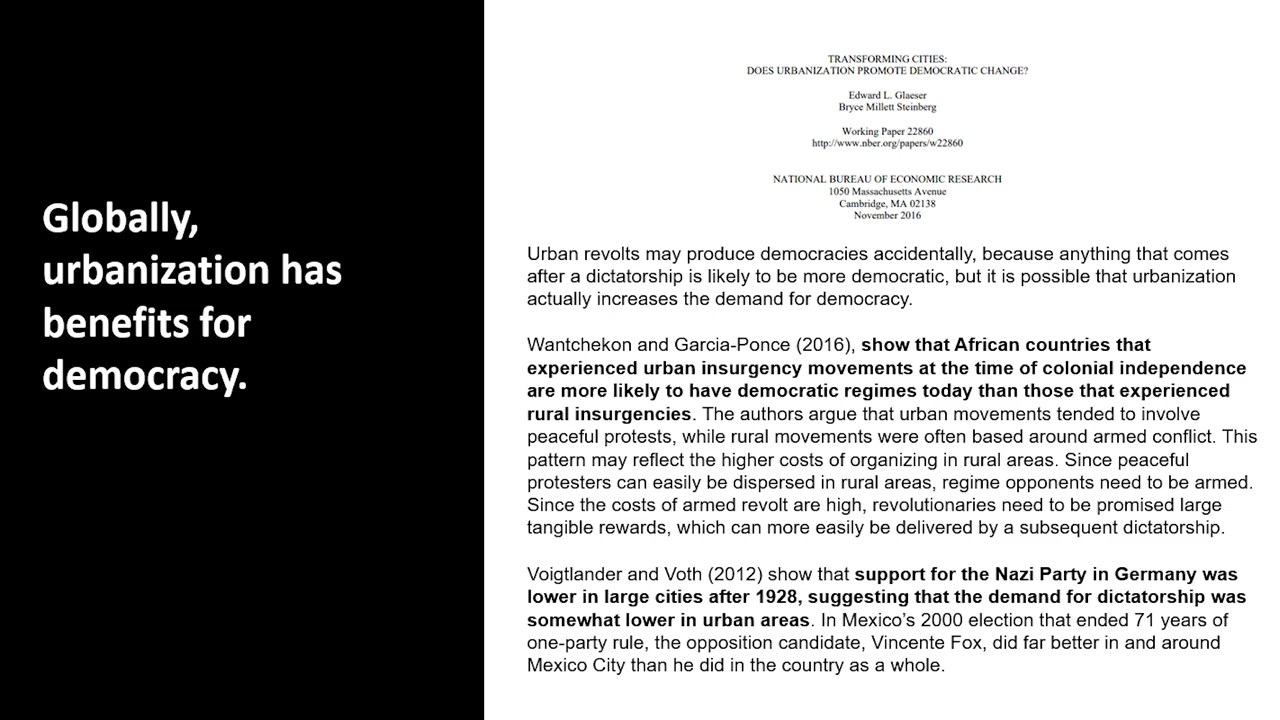 Globally,
urbanization has
benefits for
democracy.
TRANSFORMING CITIES:
DOES URBANIZATION PROMOTE DEMOCRATIC CHANGE?
Edward L. Glaeser
Bryce Millett Steinberg
Working Paper 22860
http://www.nber.org/papers/w22860
NATIONAL BUREAU OF ECONOMIC RESEARCH
1050 Massachusetts Avenue
Cambridge, MA 02138
November 2016
Urban revolts may produce democracies accidentally, because anything that comes
after a dictatorship is likely to be more democratic, but it is possible that urbanization
actually increases the demand for democracy.
Wantchekon and Garcia-Ponce (2016), show that African countries that
experienced urban insurgency movements at the time of colonial independence
are more likely to have democratic regimes today than those that experienced
rural insurgencies. The authors argue that urban movements tended to involve
peaceful protests, while rural movements were often based around armed conflict. This
pattern may reflect the higher costs of organizing in rural areas. Since peaceful
protesters can easily be dispersed in rural areas, regime opponents need to be armed.
Since the costs of armed revolt are high, revolutionaries need to be promised large
tangible rewards, which can more easily be delivered by a subsequent dictatorship.
Voigtlander and Voth (2012) show that support for the Nazi Party in Germany was
lower in large cities after 1928, suggesting that the demand for dictatorship was
somewhat lower in urban areas. In Mexico’s 2000 election that ended 71 years of
one-party rule, the opposition candidate, Vincente Fox, did far better in and around
Mexico City than he did in the country as a whole.